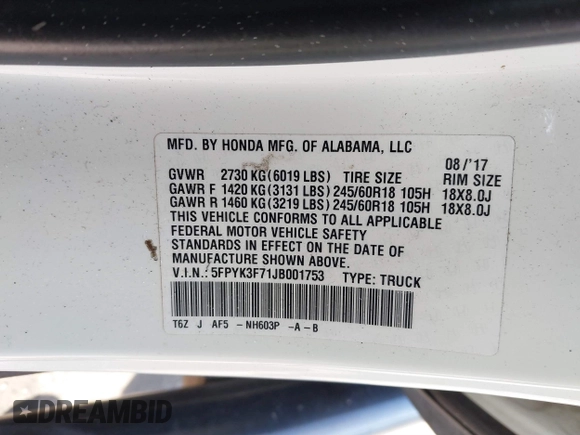 MFD. BY HONDA MFG. OF ALABAMA, LLC
08/'17
GVWR 2730 KG(6019 LBS) TIRE SIZE RIM SIZE
GAWR F 1420 KG(3131 LBS) 245/60R18 105H 18X8.0J
GAWR R 1460 KG(3219 LBS) 245/60R18 105H 18X8.0J
THIS VEHICLE CONFORMS TO ALL APPLICABLE
FEDERAL MOTOR VEHICLE SAFETY
STANDARDS IN EFFECT ON THE DATE OF
MANUFACTURE SHOWN ABOVE.
V.I.N.: 5FPYK3F71JB001753 TYPE: TRUCK
T6Z J AF5 -NH603P -A-B
DREAMBID